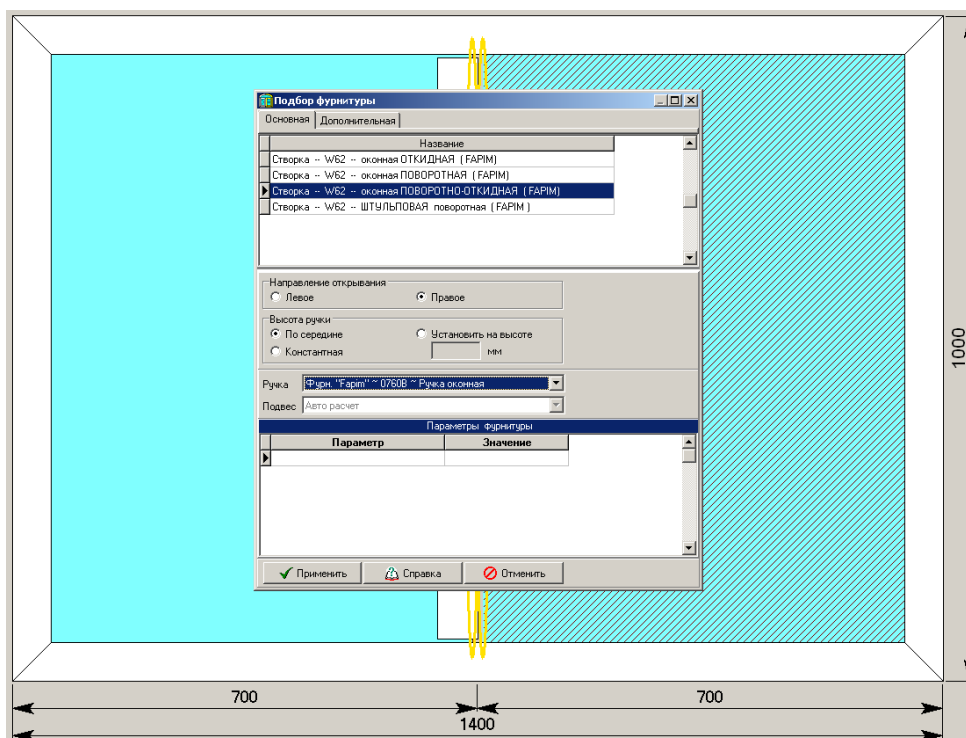 Подбор фурнитуры
Основная Дополнительная
Название
Створка -- W62 -- оконная ОТКИДНАЯ ( FAPIM)
Створка -- W62 -- оконная ПОВОРОТНАЯ ( FAPIM)
Створка -- W62 -- оконная ПОВОРОТНО-ОТКИДНАЯ ( FAPIM)
Створка -- W62 -- ШТУЛЬПОВАЯ поворотная ( FAPIM )
Направление открывания
Левое Правое
Высота ручки
По середине Установить на высоте
Константная мм
Ручка Фурн. "Fapim" ~ 0760B ~ Ручка оконная
Подвес Авто расчет
Параметры фурнитуры
Параметр Значение
Применить Справка Отменить
1000
700 700
1400